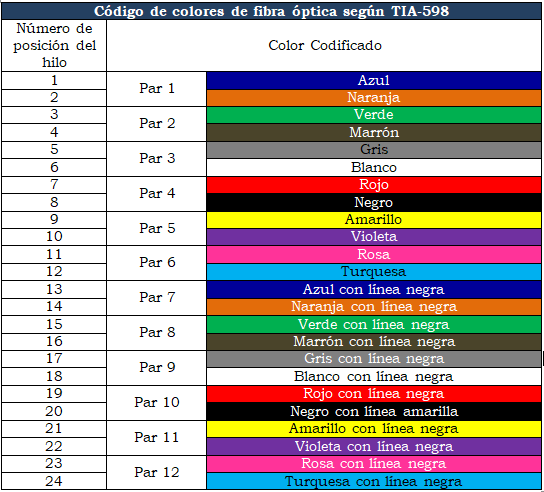 Código de colores de fibra óptica según TIA-598
Número de posición del hilo Color Codificado
1 Par 1 Azul
2 Naranja
3 Par 2 Verde
4 Marrón
5 Par 3 Gris
6 Blanco
7 Par 4 Rojo
8 Negro
9 Par 5 Amarillo
10 Violeta
11 Par 6 Rosa
12 Turquesa
13 Par 7 Azul con línea negra
14 Naranja con línea negra
15 Par 8 Verde con línea negra
16 Marrón con línea negra
17 Par 9 Gris con línea negra
18 Blanco con línea negra
19 Par 10 Rojo con línea negra
20 Negro con línea amarilla
21 Par 11 Amarillo con línea negra
22 Violeta con línea negra
23 Par 12 Rosa con línea negra
24 Turquesa con línea negra